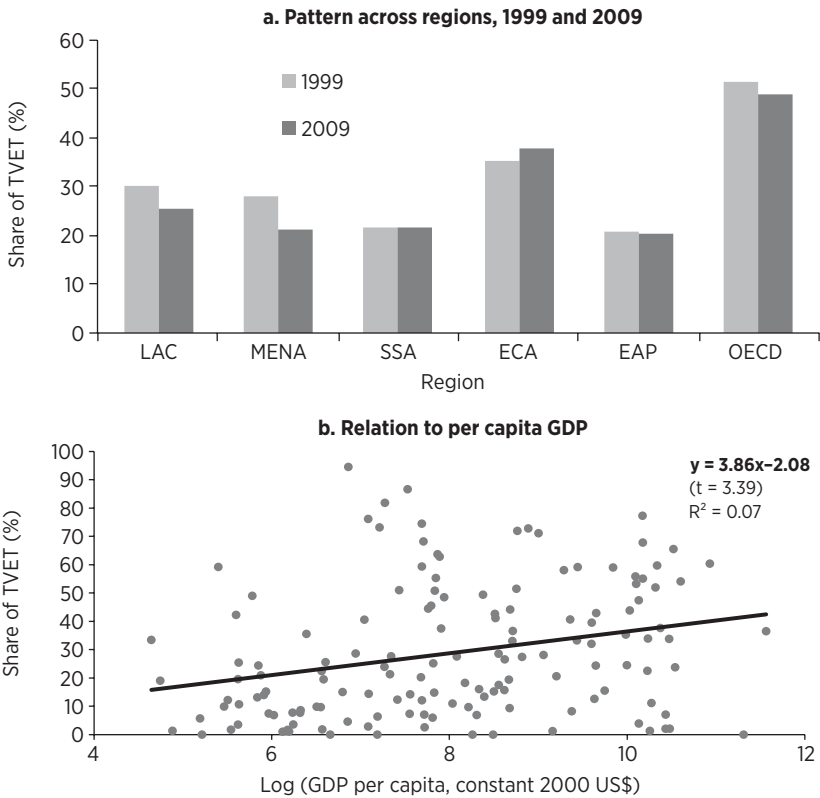 a. Pattern across regions, 1999 and 2009
Share of TVET (%)
60
50
40
30
20
10
0
1999
2009
LAC MENA SSA ECA EAP OECD
Region
b. Relation to per capita GDP
Share of TVET (%)
100
90
80
70
60
50
40
30
20
10
0
y = 3.86x–2.08
(t = 3.39)
R² = 0.07
4 6 8 10 12
Log (GDP per capita, constant 2000 US$)